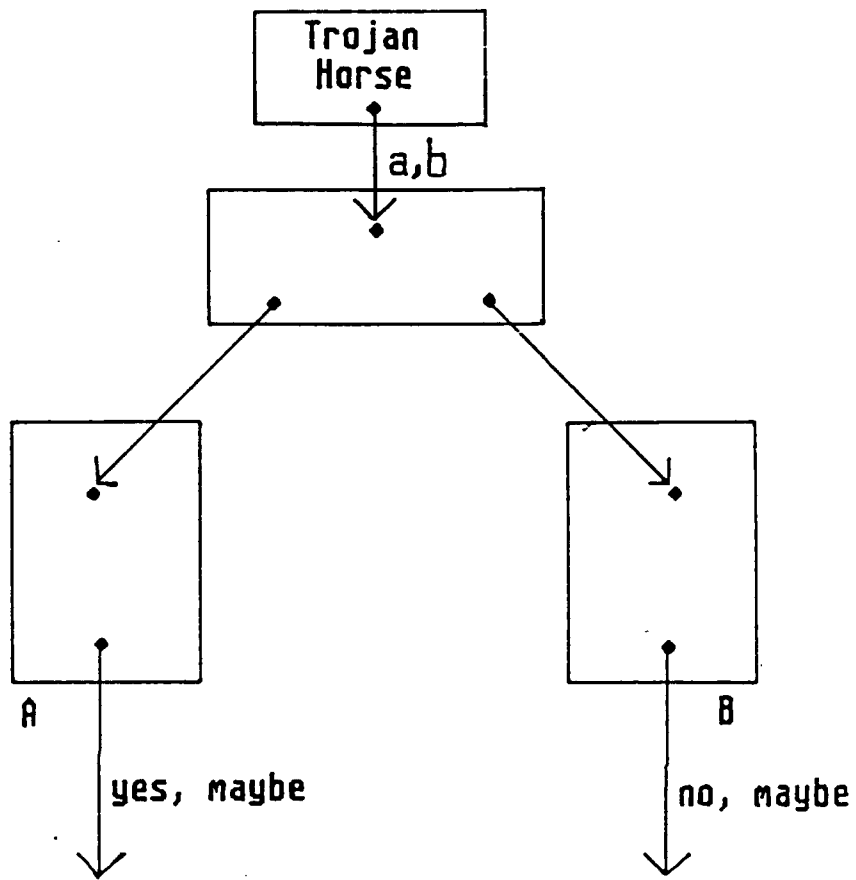 Trojan
Horse
a,b
A
B
yes, maybe
no, maybe